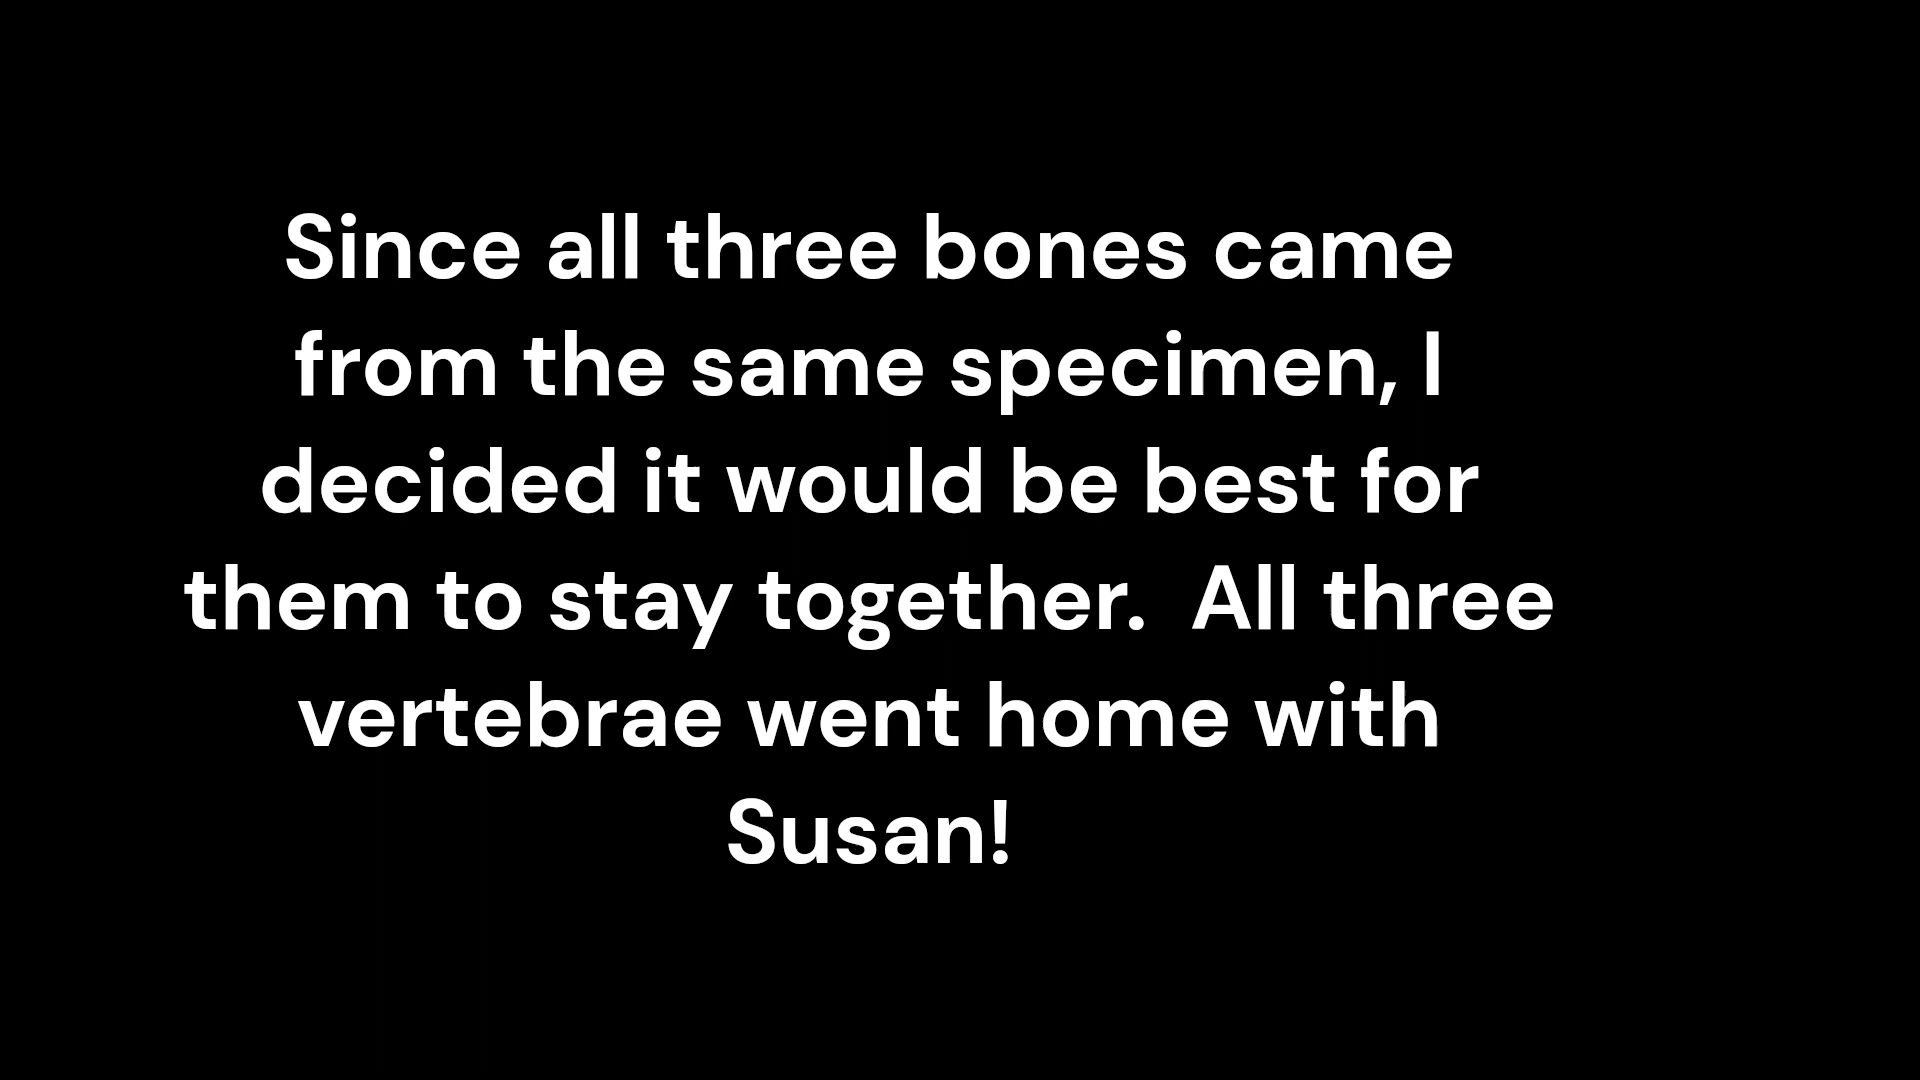 Since all three bones came
from the same specimen, I
decided it would be best for
them to stay together.  All three
vertebrae went home with
Susan!